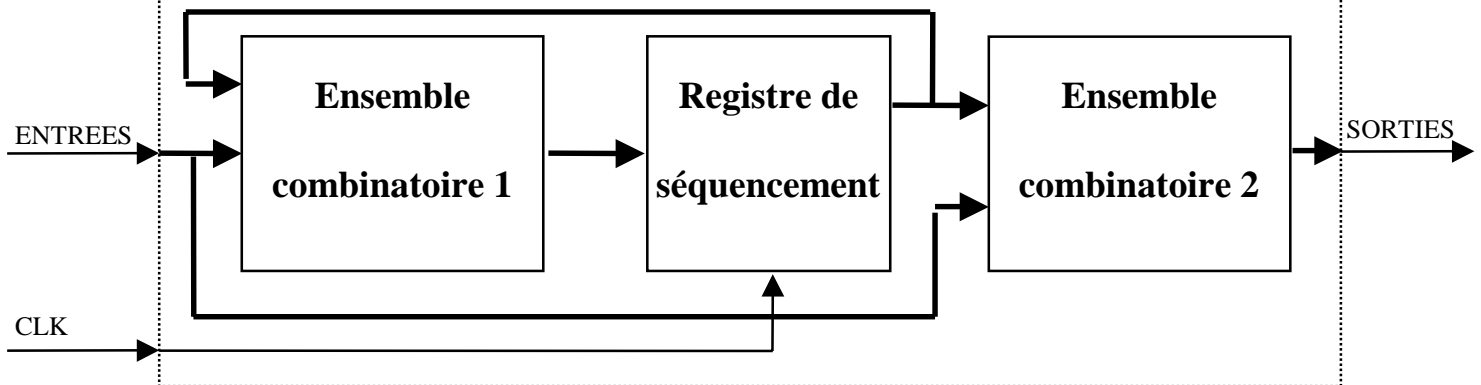 ENTREES
CLK
Ensemble
combinatoire 1
Registre de
séquencement
Ensemble
combinatoire 2
SORTIES